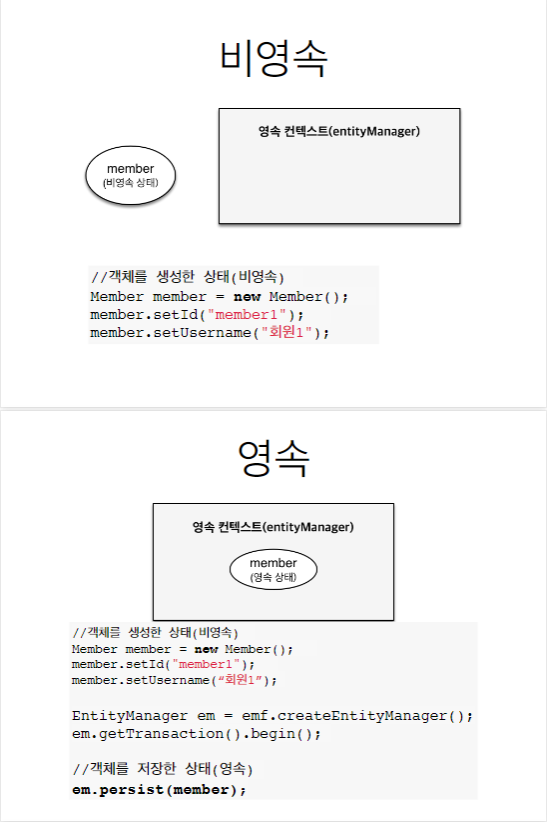 비영속
영속 컨텍스트(entityManager)
member
(비영속 상태)
//객체를 생성한 상태(비영속)
Member member = new Member();
member.setId("member1");
member.setUsername("회원1");
영속
영속 컨텍스트(entityManager)
member
(영속 상태)
//객체를 생성한 상태(비영속)
Member member = new Member();
member.setId("member1");
member.setUsername(“회원1”);
EntityManager em = emf.createEntityManager();
em.getTransaction().begin();
//객체를 저장한 상태(영속)
em.persist(member);